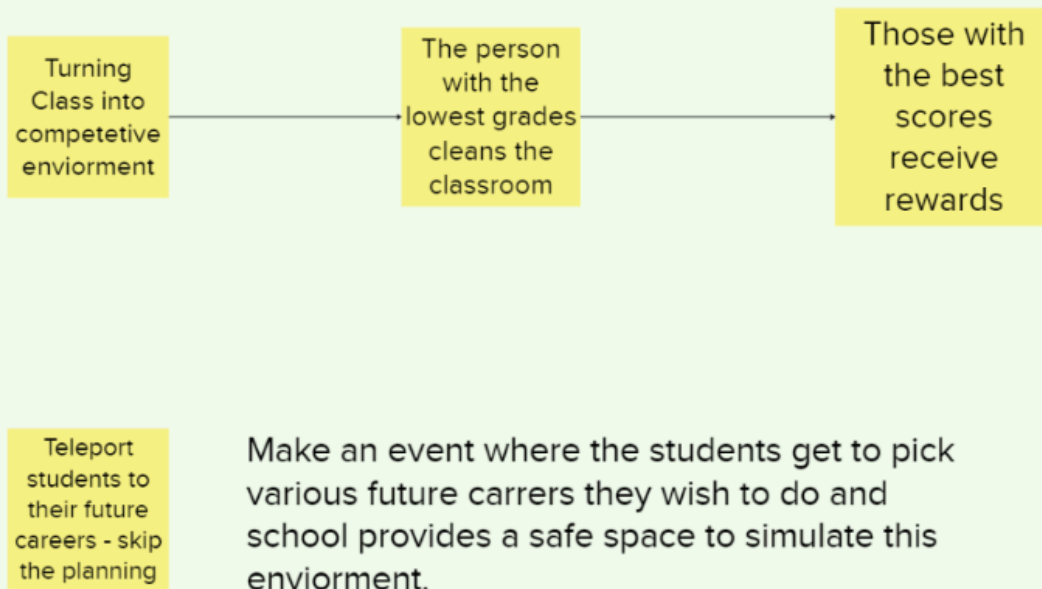 Turning
Class into
competetive
enviorment
The person
with the
lowest grades
cleans the
classroom
Those with
the best
scores
receive
rewards
Teleport
students to
their future
careers - skip
the planning
Make an event where the students get to pick
various future carrers they wish to do and
school provides a safe space to simulate this
enviorment.